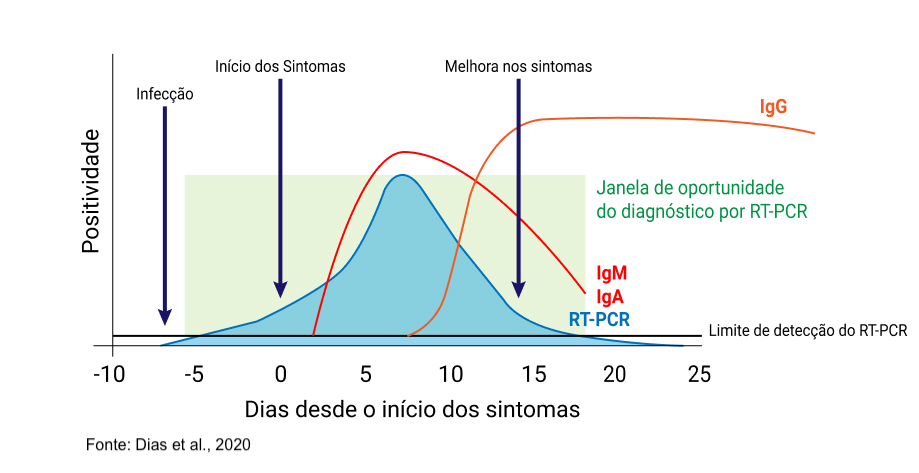 Início dos Sintomas
Melhora nos sintomas
Infecção
IgG
Positividade
Janela de oportunidade
do diagnóstico por RT-PCR
IgM
IgA
RT-PCR
Limite de detecção do RT-PCR
-10 -5 0 5 10 15 20 25
Dias desde o início dos sintomas
Fonte: Dias et al., 2020